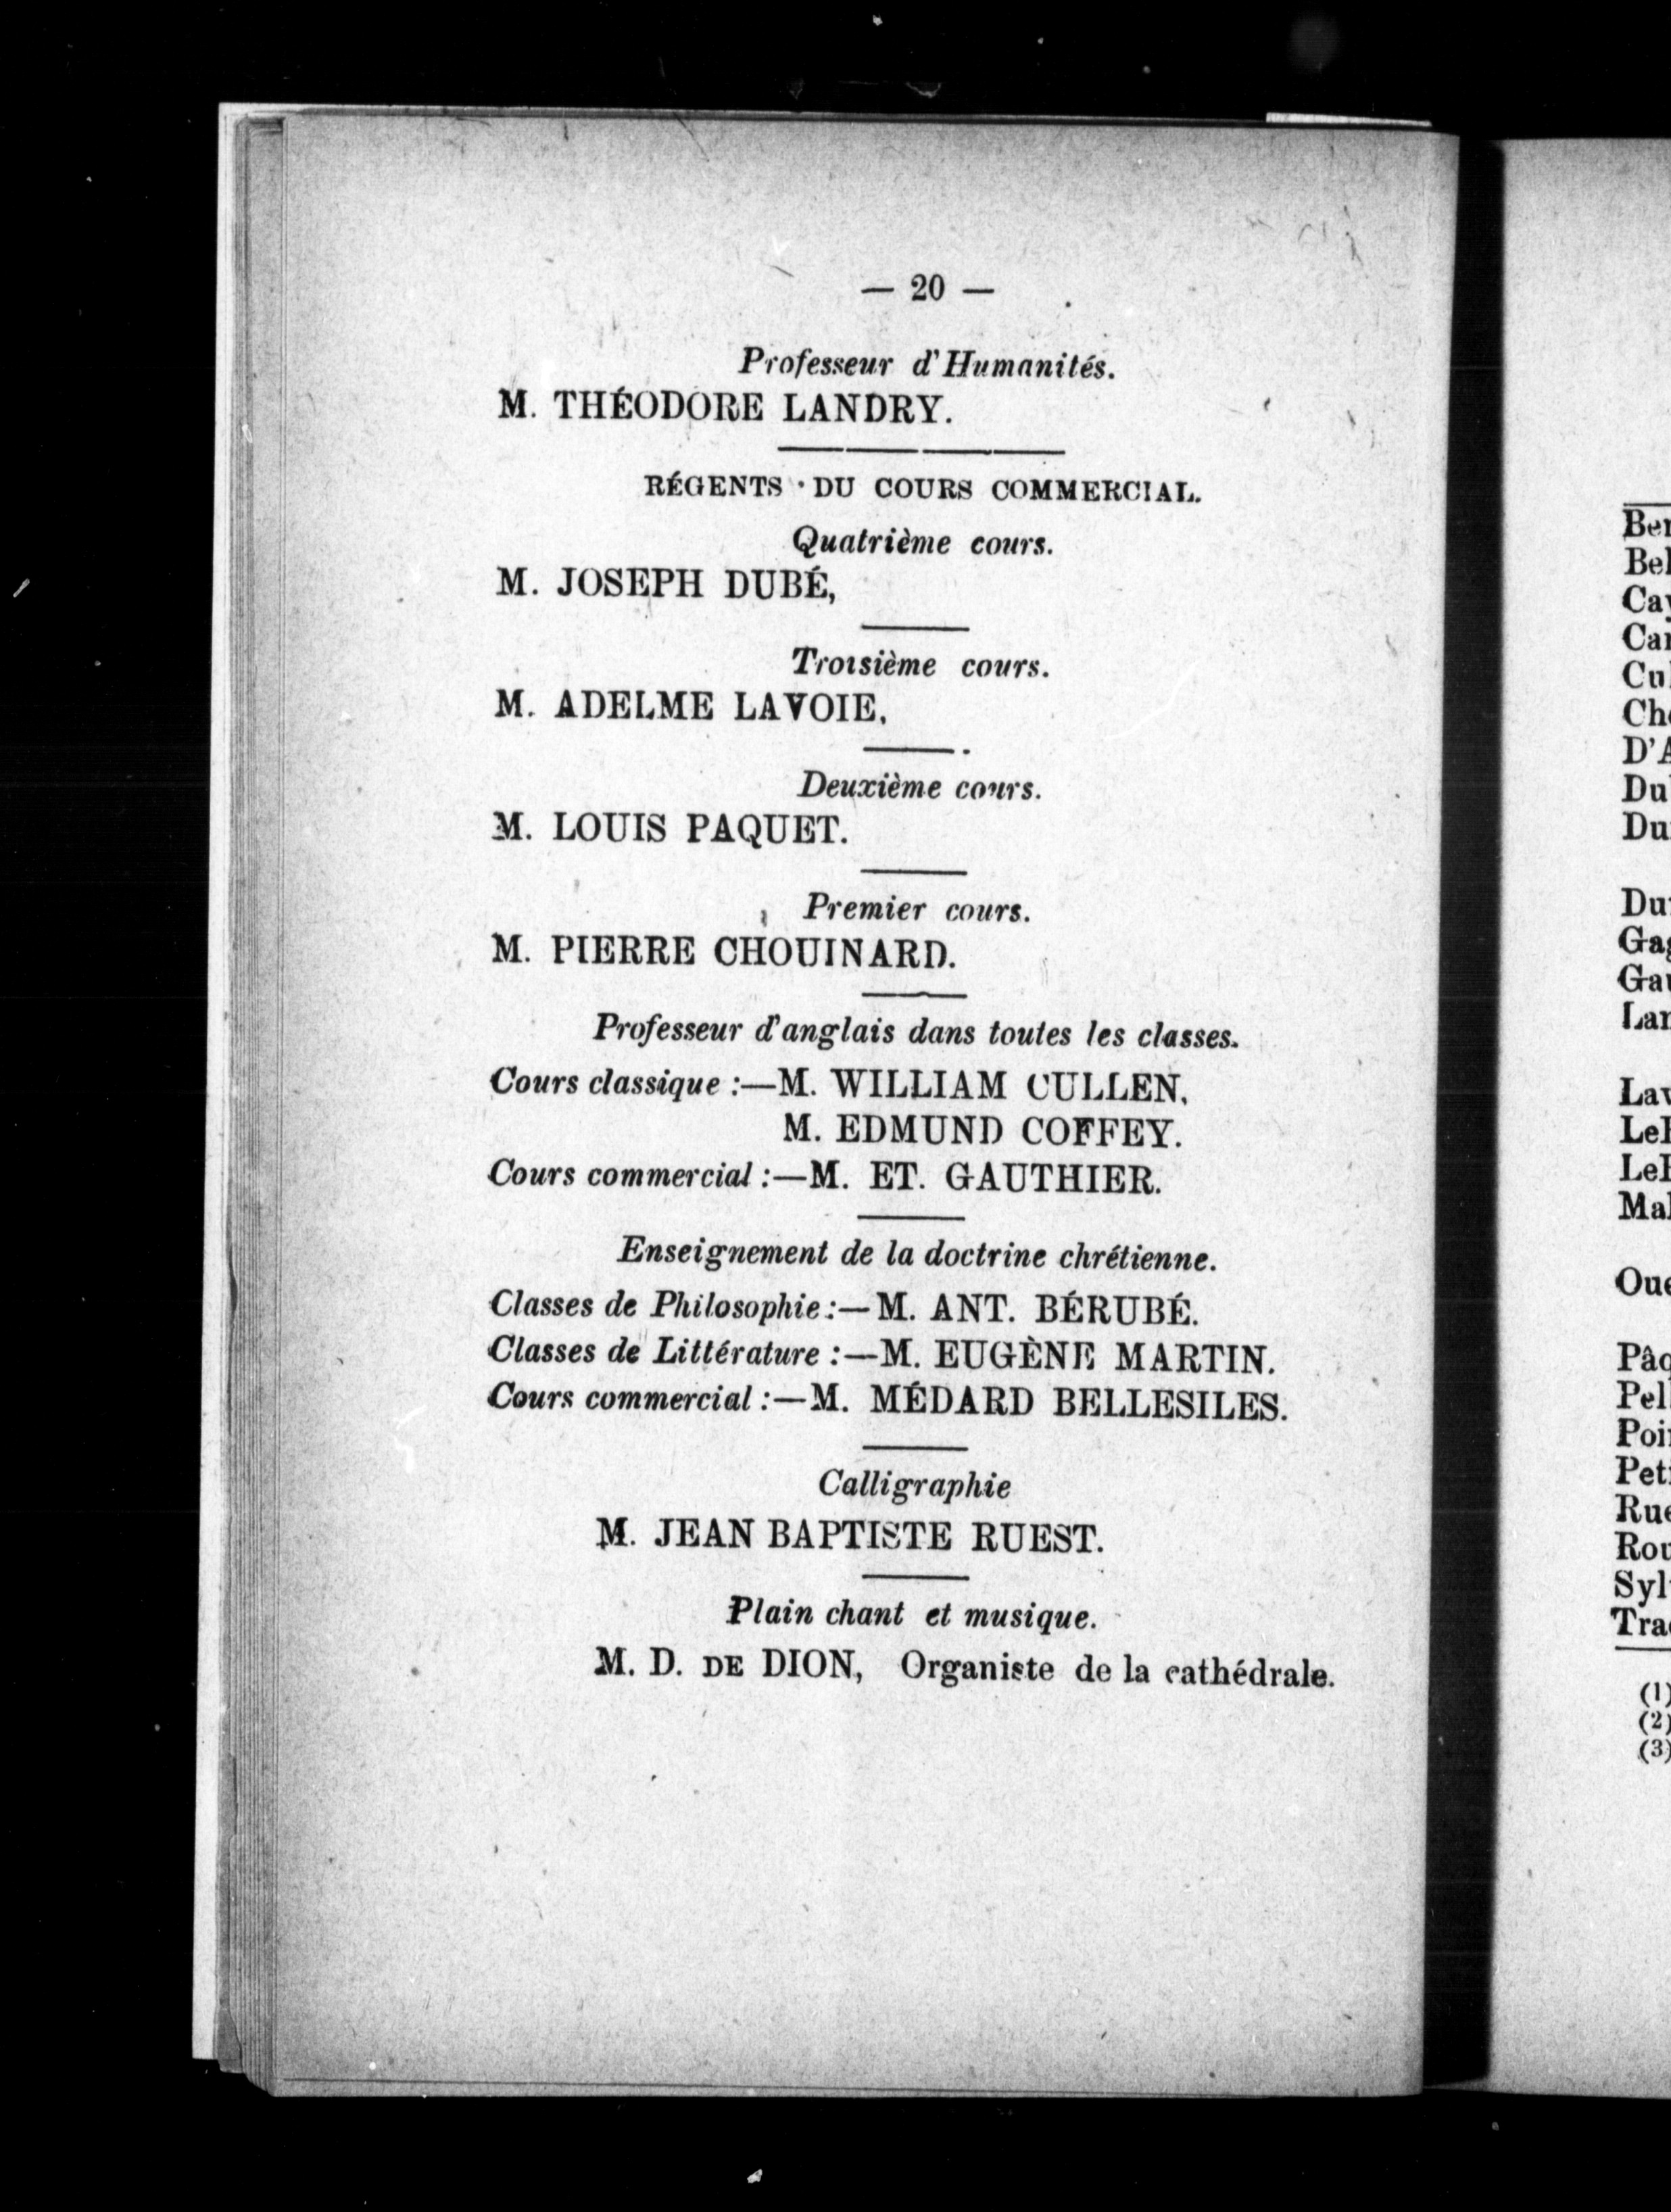 — 20 —
Professeur d'Humanités.
M. THÉODORE LANDRY.
RÉGENTS DU COURS COMMERCIAL.
Quatrième cours.
M. JOSEPH DUBÉ,
Troisième cours.
M. ADELME LAVOIE,
Deuxième cours.
M. LOUIS PAQUET.
Premier cours.
M. PIERRE CHOUINARD.
Professeur d'anglais dans toutes les classes.
Cours classique :—M. WILLIAM CULLEN,
M. EDMUND COFFEY.
Cours commercial :—M. ET. GAUTHIER.
Enseignement de la doctrine chrétienne.
Classes de Philosophie :—M. ANT. BÉRUBÉ.
Classes de Littérature :—M. EUGÈNE MARTIN.
Cours commercial :—M. MÉDARD BELLESILES.
Calligraphie
M. JEAN BAPTISTE RUEST.
Plain chant et musique.
M. D. DE DION, Organiste de la cathédrale.
(1)
(2)
(3)